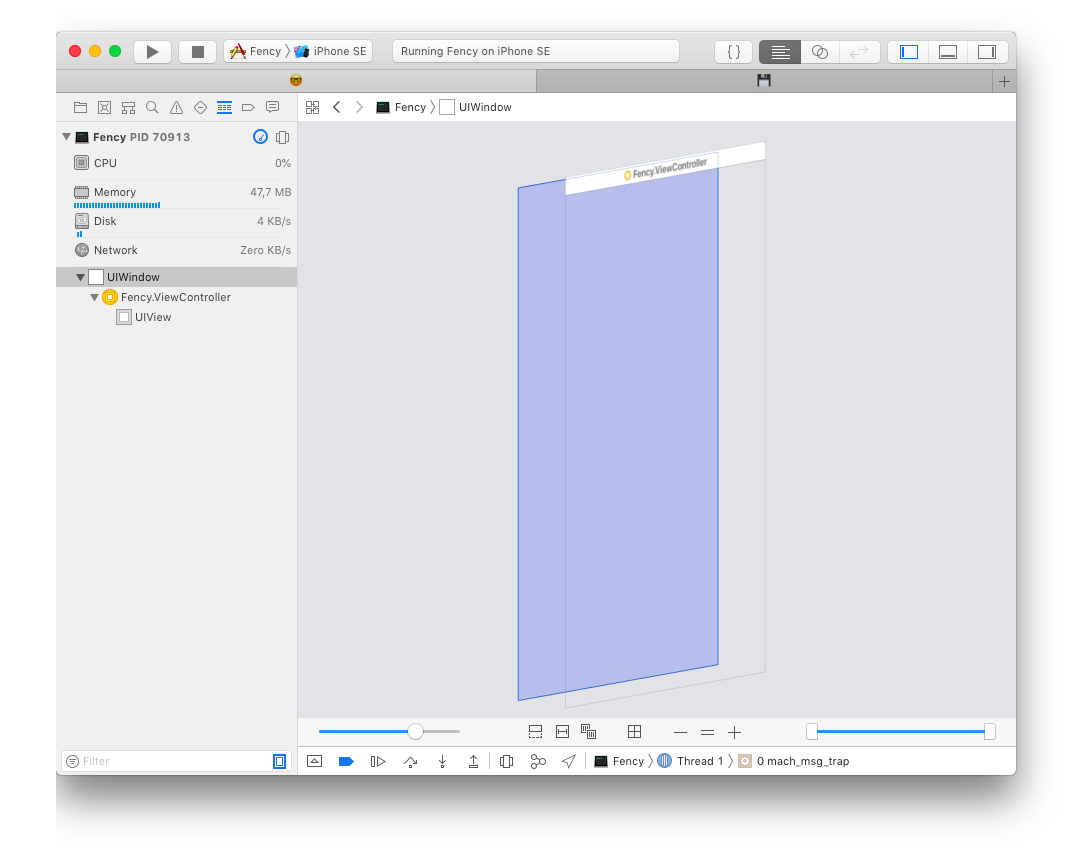 Fency 〉 iPhone SE
Running Fency on iPhone SE
Fency 〉 UIWindow
Fency PID 70913
CPU 0%
Memory 47,7 MB
Disk 4 KB/s
Network Zero KB/s
UIWindow
Fency.ViewController
UIView
Fency.ViewController
Filter
Fency 〉 Thread 1 〉 0 mach_msg_trap